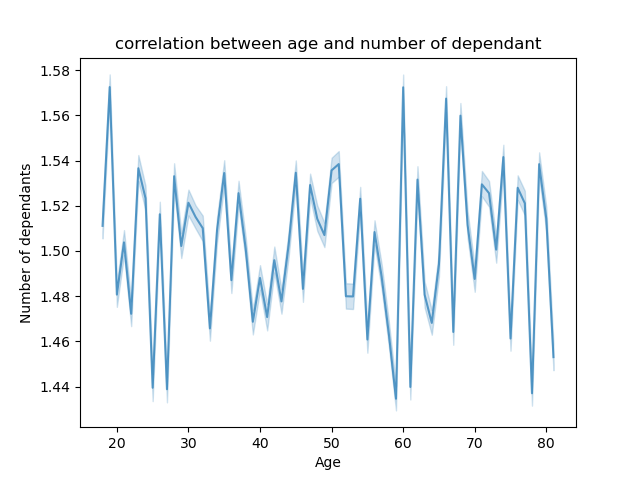 correlation between age and number of dependant
1.58
1.56
1.54
1.52
1.50
1.48
1.46
1.44
Number of dependants
20 30 40 50 60 70 80
Age